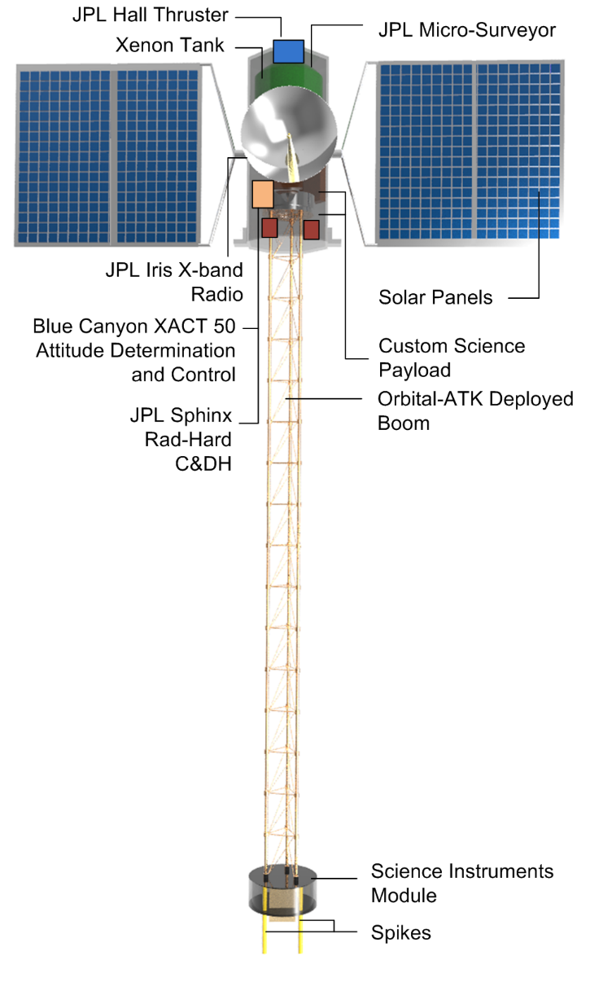 JPL Hall Thruster
JPL Micro-Surveyor
Xenon Tank
JPL Iris X-band
Radio
Solar Panels
Blue Canyon XACT 50
Attitude Determination
and Control
Custom Science
Payload
Orbital-ATK Deployed
Boom
JPL Sphinx
Rad-Hard
C&DH
Science Instruments
Module
Spikes